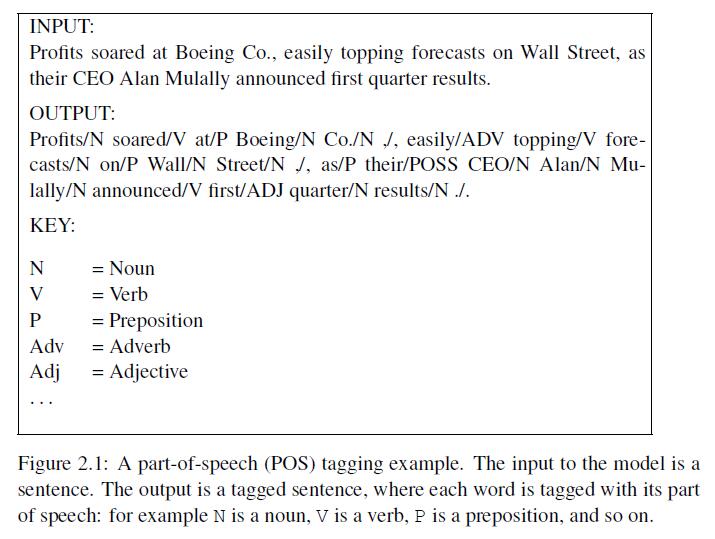 INPUT:
Profits soared at Boeing Co., easily topping forecasts on Wall Street, as
their CEO Alan Mulally announced first quarter results.
OUTPUT:
Profits/N soared/V at/P Boeing/N Co./N ,/, easily/ADV topping/V fore-
casts/N on/P Wall/N Street/N ,/, as/P their/POSS CEO/N Alan/N Mu-
lally/N announced/V first/ADJ quarter/N results/N ./.
KEY:
N = Noun
V = Verb
P = Preposition
Adv = Adverb
Adj = Adjective
...
Figure 2.1: A part-of-speech (POS) tagging example. The input to the model is a
sentence. The output is a tagged sentence, where each word is tagged with its part
of speech: for example N is a noun, V is a verb, P is a preposition, and so on.